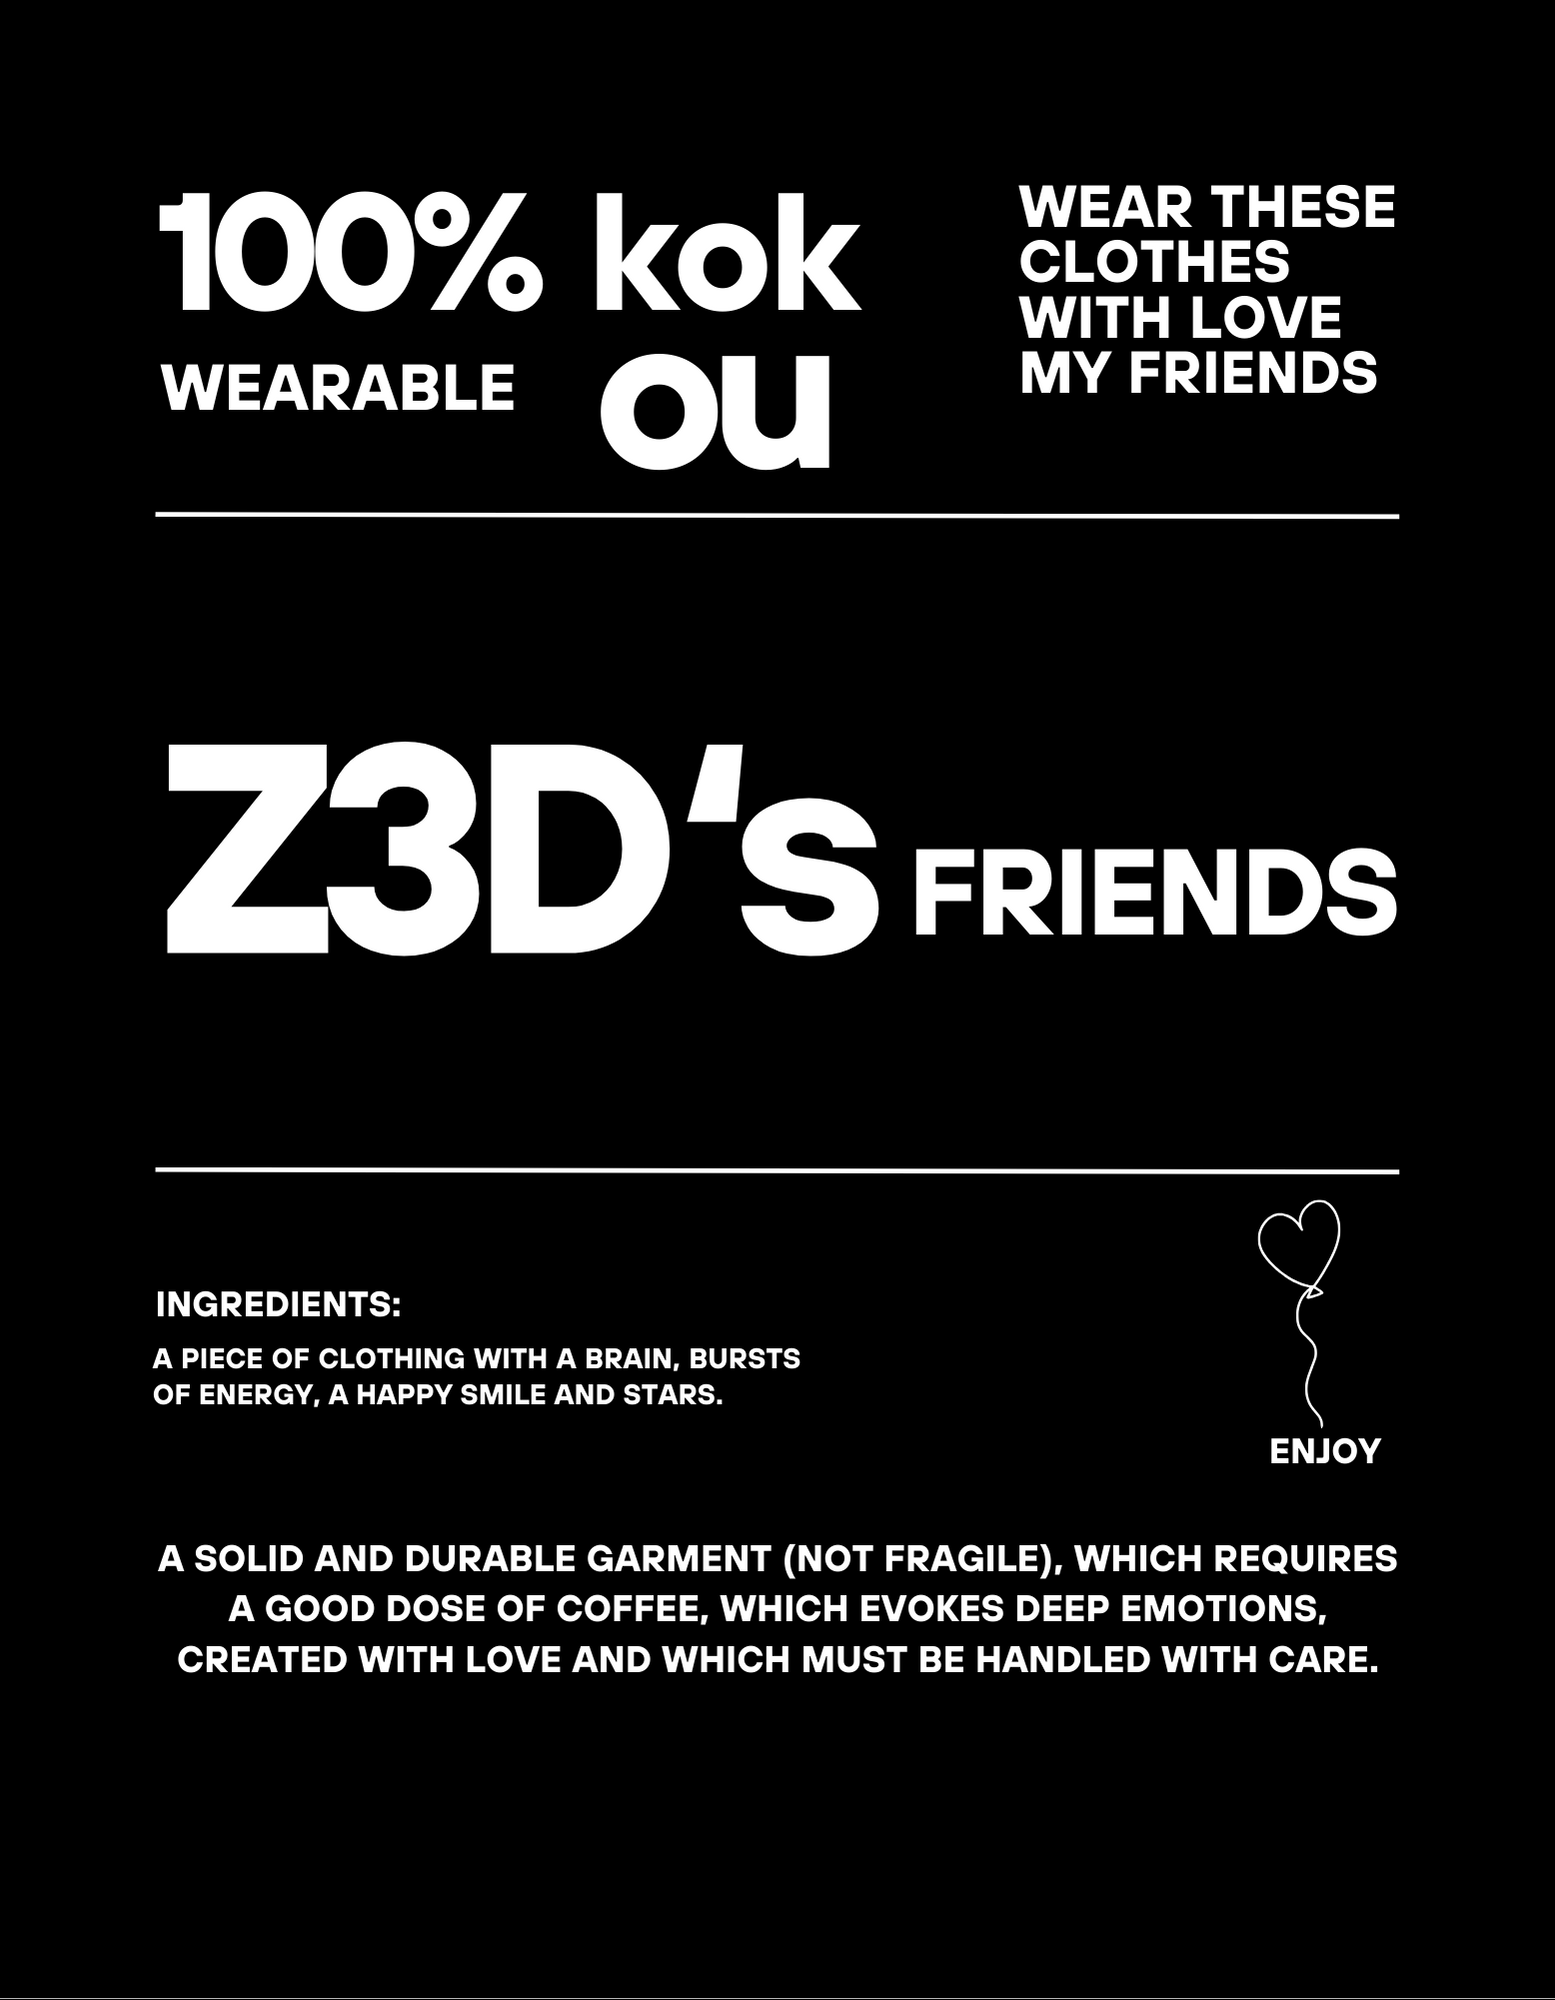 100% kok
WEARABLE
ou
WEAR THESE
CLOTHES
WITH LOVE
MY FRIENDS
Z3D‘s FRIENDS
INGREDIENTS:
A PIECE OF CLOTHING WITH A BRAIN, BURSTS
OF ENERGY, A HAPPY SMILE AND STARS.
ENJOY
A SOLID AND DURABLE GARMENT (NOT FRAGILE), WHICH REQUIRES
A GOOD DOSE OF COFFEE, WHICH EVOKES DEEP EMOTIONS,
CREATED WITH LOVE AND WHICH MUST BE HANDLED WITH CARE.